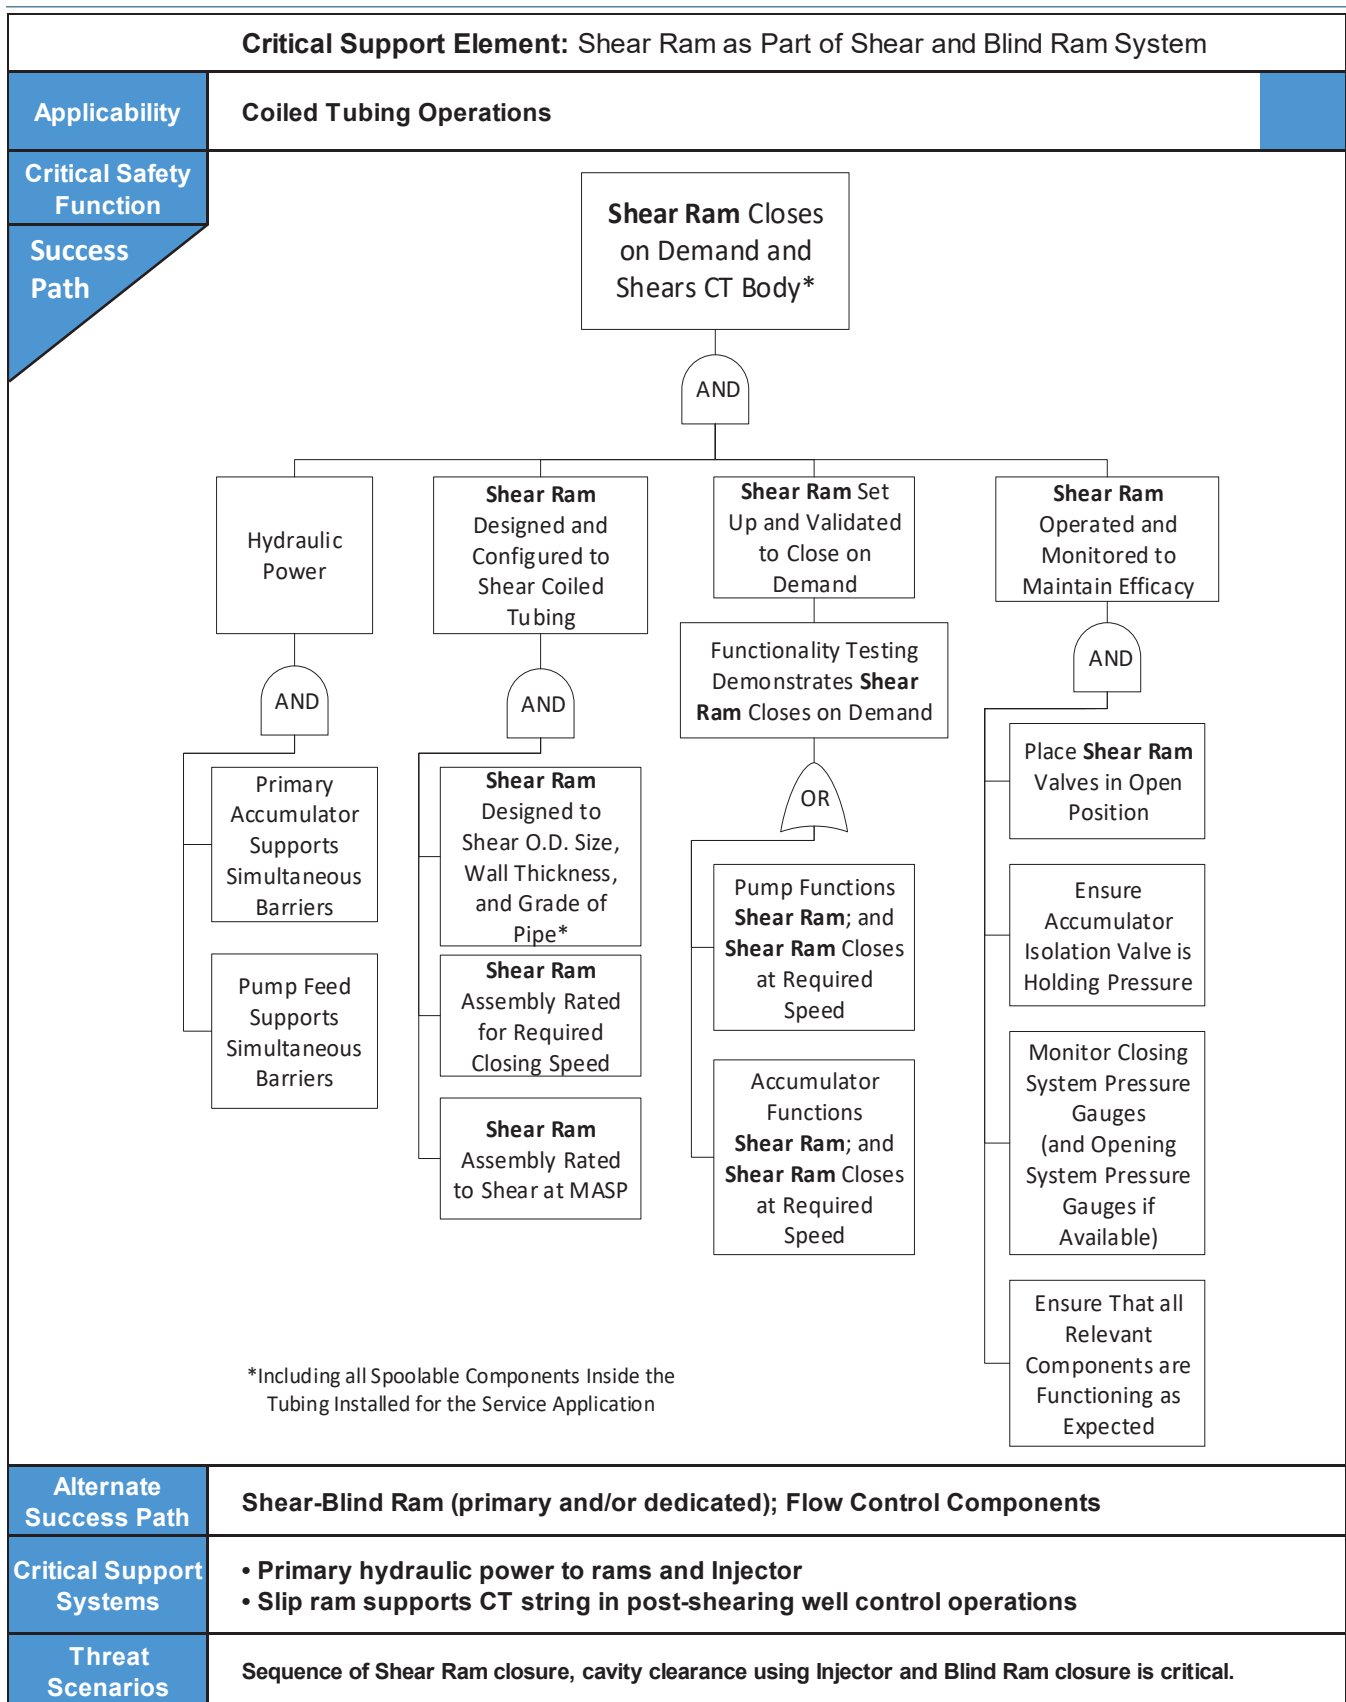 Critical Support Element: Shear Ram as Part of Shear and Blind Ram System
Applicability
Coiled Tubing Operations
Critical Safety
Function
Success
Path
Shear Ram Closes
on Demand and
Shears CT Body*
AND
Hydraulic
Power
Shear Ram
Designed and
Configured to
Shear Coiled
Tubing
Shear Ram Set
Up and Validated
to Close on
Demand
Shear Ram
Operated and
Monitored to
Maintain Efficacy
AND
AND
Functionality Testing
Demonstrates Shear
Ram Closes on Demand
AND
Primary
Accumulator
Supports
Simultaneous
Barriers
Pump Feed
Supports
Simultaneous
Barriers
Shear Ram
Designed to
Shear O.D. Size,
Wall Thickness,
and Grade of
Pipe*
Shear Ram
Assembly Rated
for Required
Closing Speed
Shear Ram
Assembly Rated
to Shear at MASP
OR
Pump Functions
Shear Ram; and
Shear Ram Closes
at Required
Speed
Accumulator
Functions
Shear Ram; and
Shear Ram Closes
at Required
Speed
Place Shear Ram
Valves in Open
Position
Ensure
Accumulator
Isolation Valve is
Holding Pressure
Monitor Closing
System Pressure
Gauges
(and Opening
System Pressure
Gauges if
Available)
Ensure That all
Relevant
Components are
Functioning as
Expected
*Including all Spoolable Components Inside the
Tubing Installed for the Service Application
Alternate
Success Path
Shear-Blind Ram (primary and/or dedicated); Flow Control Components
Critical Support
Systems
• Primary hydraulic power to rams and Injector
• Slip ram supports CT string in post-shearing well control operations
Threat
Scenarios
Sequence of Shear Ram closure, cavity clearance using Injector and Blind Ram closure is critical.